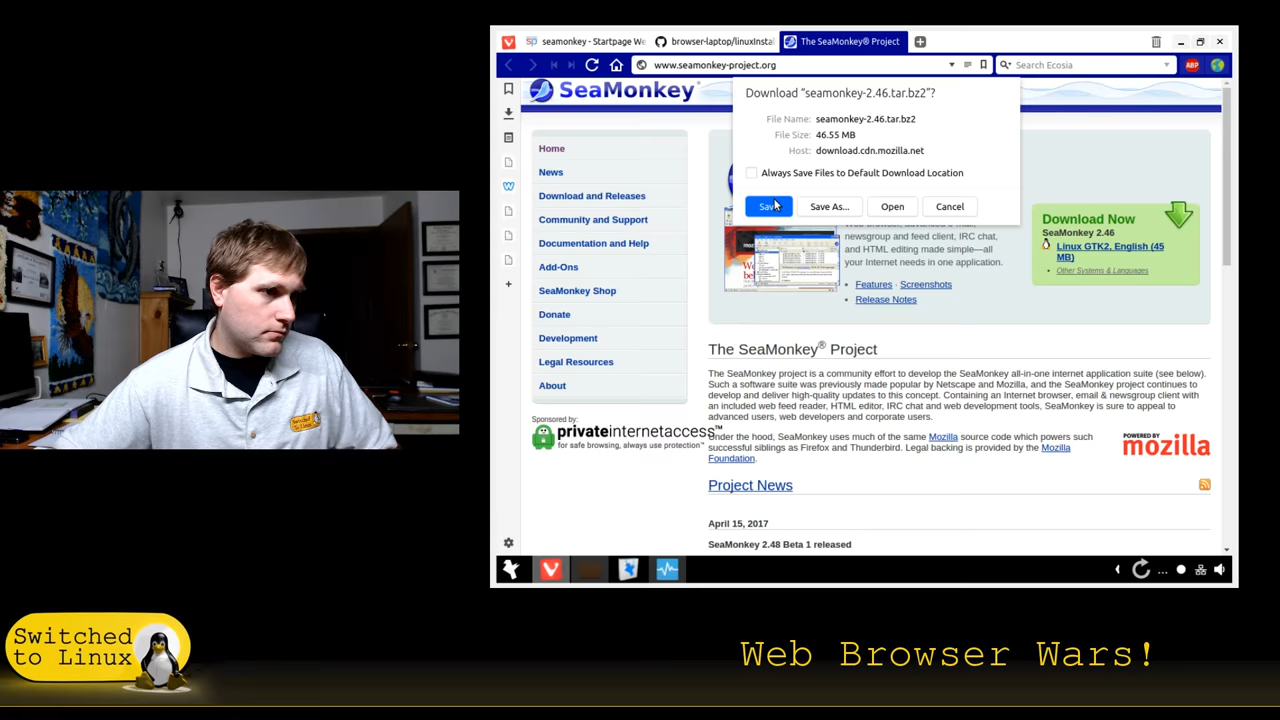 seamonkey - Startpage We
browser-laptop/linuxInstal
The SeaMonkey® Project
www.seamonkey-project.org
Search Ecosia
ABP
SeaMonkey
Download “seamonkey-2.46.tar.bz2”?
File Name: seamonkey-2.46.tar.bz2
File Size: 46.55 MB
Host: download.cdn.mozilla.net
Always Save Files to Default Download Location
Save
Save As...
Open
Cancel
Home
News
Download and Releases
Community and Support
Documentation and Help
Add-Ons
SeaMonkey Shop
Donate
Development
Legal Resources
About
Sponsored by:
privateinternetaccess™
for safe browsing, always use protection™
newsgroup and feed client, IRC chat,
and HTML editing made simple—all
your Internet needs in one application.
Features · Screenshots
Release Notes
Download Now
SeaMonkey 2.46
Linux GTK2, English (45
MB)
Other Systems & Languages
The SeaMonkey® Project
The SeaMonkey project is a community effort to develop the SeaMonkey all-in-one internet application suite (see below).
Such a software suite was previously made popular by Netscape and Mozilla, and the SeaMonkey project continues to
develop and deliver high-quality updates to this concept. Containing an Internet browser, email & newsgroup client with
an included web feed reader, HTML editor, IRC chat and web development tools, SeaMonkey is sure to appeal to
advanced users, web developers and corporate users.
Under the hood, SeaMonkey uses much of the same Mozilla source code which powers such
successful siblings as Firefox and Thunderbird. Legal backing is provided by the Mozilla
Foundation.
POWERED BY
mozilla
Project News
April 15, 2017
SeaMonkey 2.48 Beta 1 released
Switched
to Linux
Switched
to Linux
Web Browser Wars!